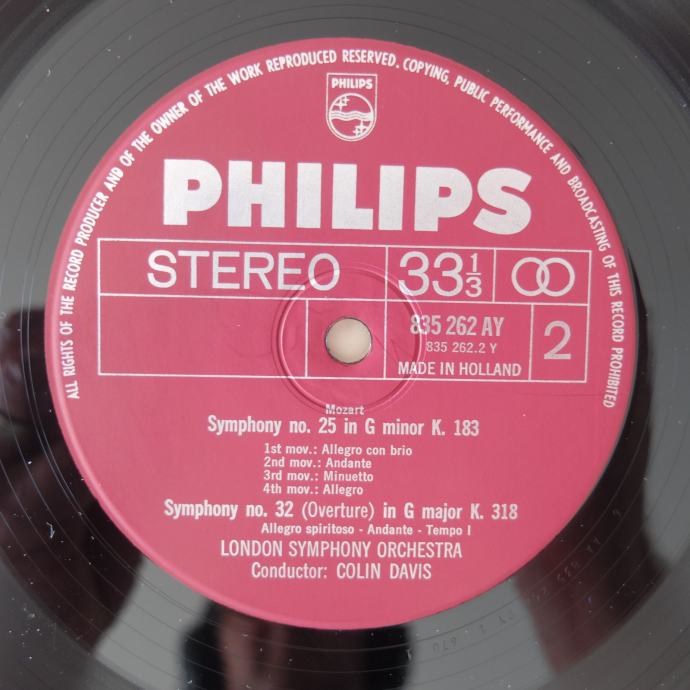 ALL RIGHTS OF THE RECORD PRODUCER AND OF THE OWNER OF THE WORK REPRODUCED RESERVED. COPYING, PUBLIC PERFORMANCE AND BROADCASTING OF THIS RECORD PROHIBITED
PHILIPS
PHILIPS
STEREO 33⅓
835 262 AY
835 262.2 Y
2
MADE IN HOLLAND
Mozart
Symphony no. 25 in G minor K. 183
1st mov.: Allegro con brio
2nd mov.: Andante
3rd mov.: Minuetto
4th mov.: Allegro
Symphony no. 32 (Overture) in G major K. 318
Allegro spiritoso - Andante - Tempo I
LONDON SYMPHONY ORCHESTRA
Conductor: COLIN DAVIS